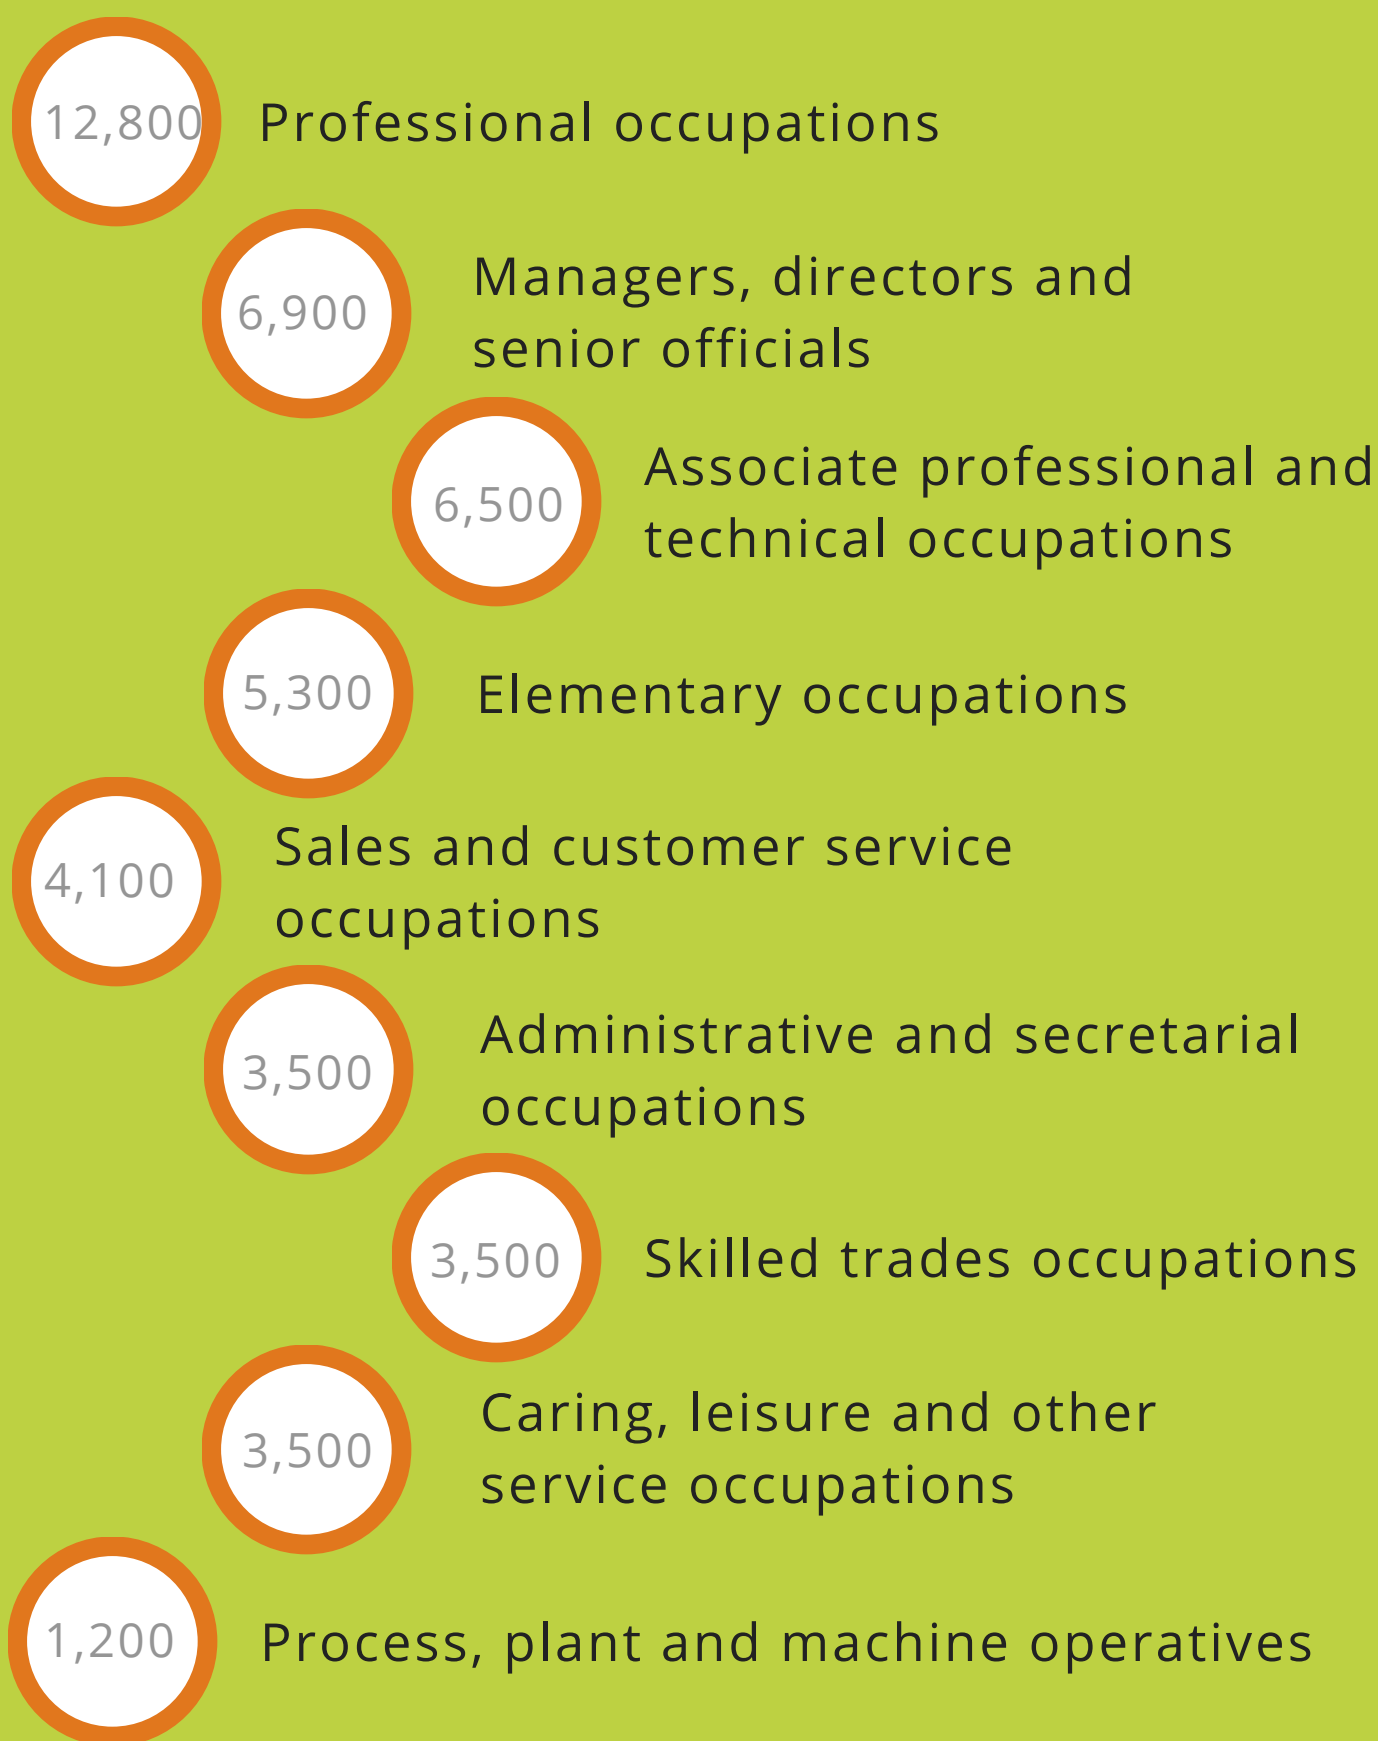 12,800 Professional occupations
6,900
Managers, directors and
senior officials
6,500
Associate professional and
technical occupations
5,300 Elementary occupations
4,100
Sales and customer service
occupations
3,500
Administrative and secretarial
occupations
3,500 Skilled trades occupations
3,500
Caring, leisure and other
service occupations
1,200 Process, plant and machine operatives